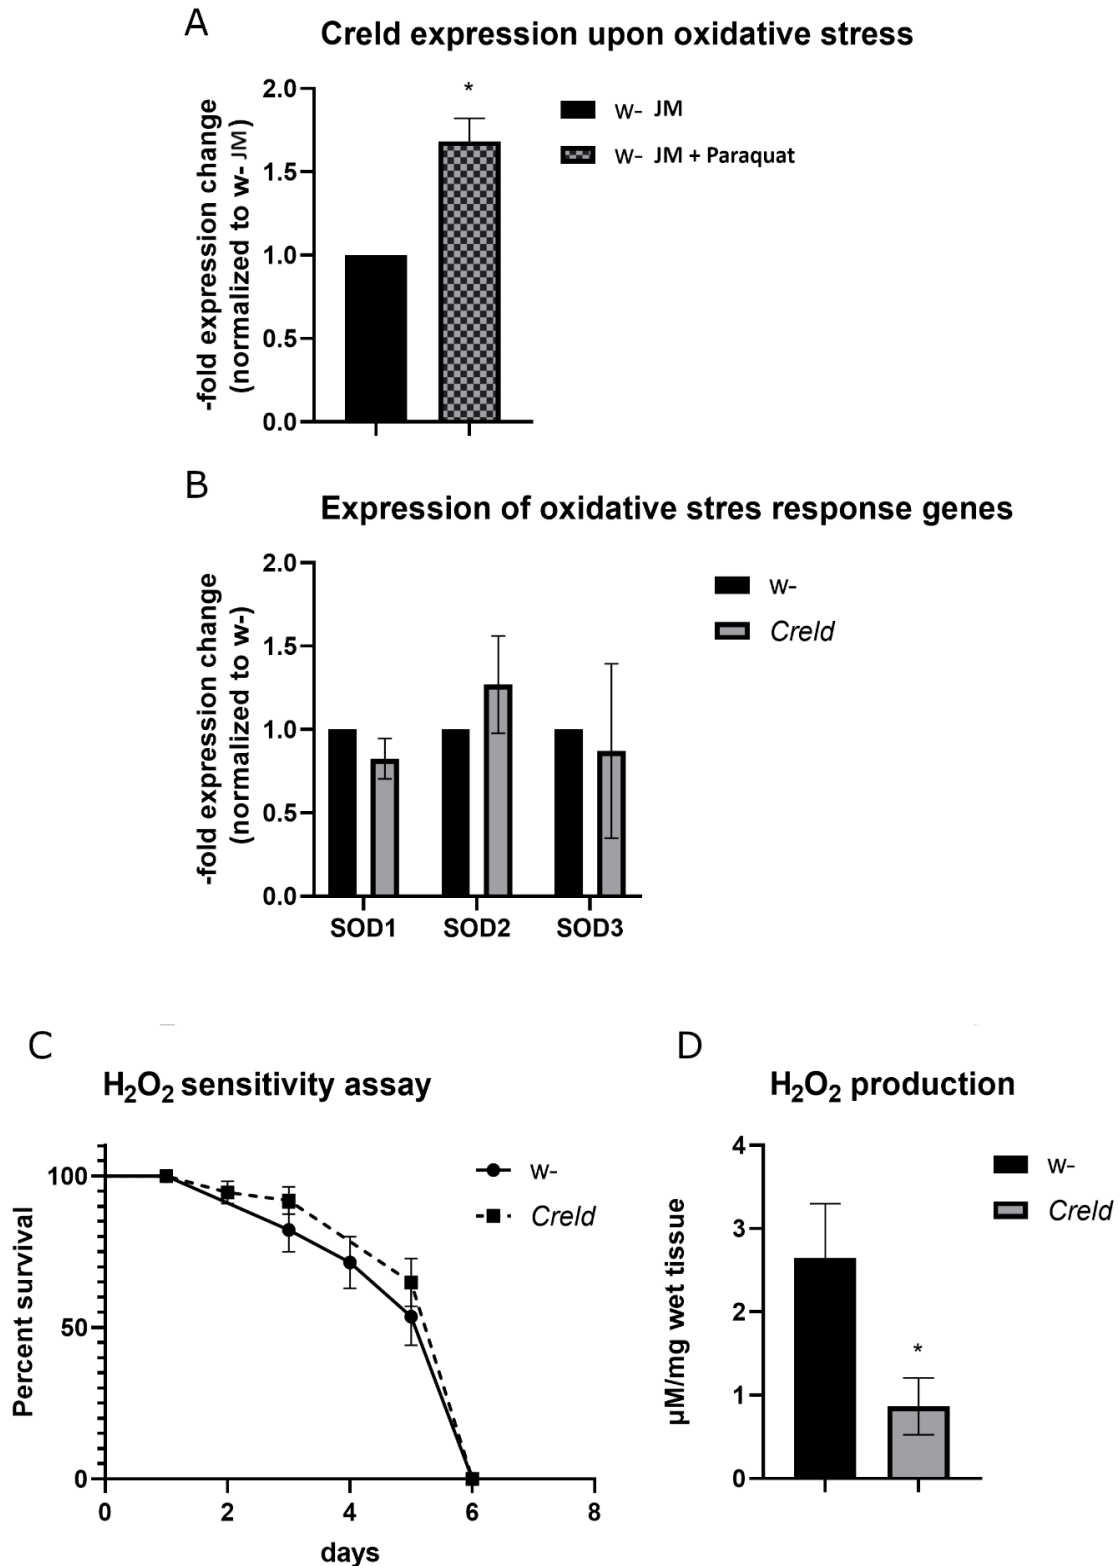 A
Creld expression upon oxidative stress
-fold expression change
(normalized to w- JM)
2.0
1.5
1.0
0.5
0.0
*
w- JM
w- JM + Paraquat
B
Expression of oxidative stres response genes
-fold expression change
(normalized to w-)
2.0
1.5
1.0
0.5
0.0
SOD1 SOD2 SOD3
w-
Creld
C
H₂O₂ sensitivity assay
Percent survival
100
50
0
0 2 4 6 8
days
w-
Creld
D
H₂O₂ production
µM/mg wet tissue
4
3
2
1
0
*
w-
Creld